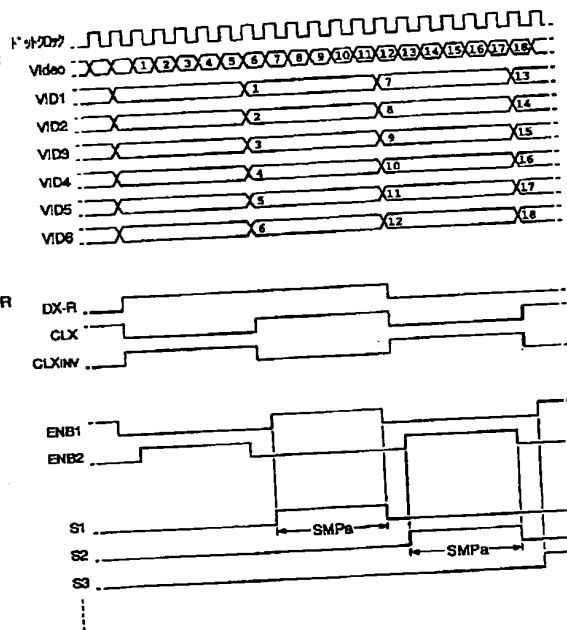 ドットクロック
Video 1 2 3 4 5 6 7 8 9 10 11 12 13 14 15 16 17 18
VID1 1 7 13
VID2 2 8 14
VID3 3 9 15
VID4 4 10 16
VID5 5 11 17
VID6 6 12 18
R DX-R
CLX
CLXINV
ENB1
ENB2
S1 SMPa
S2 SMPa
S3